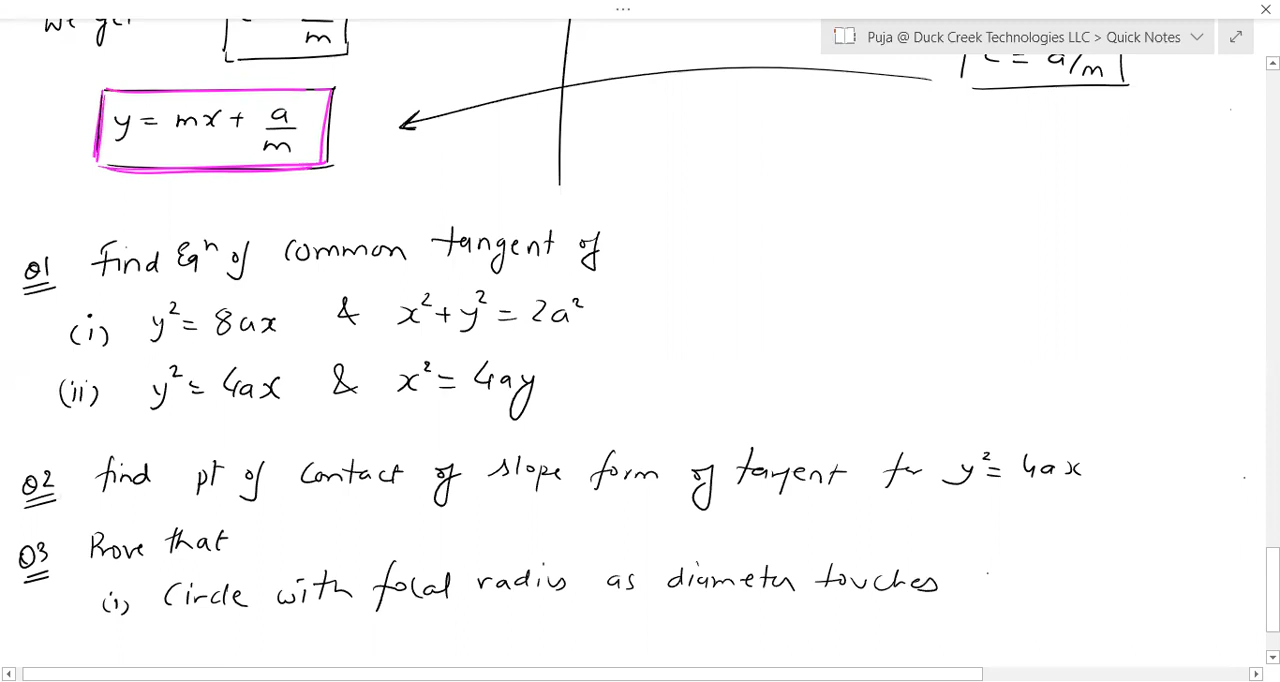 ...
Puja @ Duck Creek Technologies LLC > Quick Notes
we get
m
c = a/m
y = mx + a/m
Q1 Find Eqⁿ of common tangent of
(i) y² = 8ax & x² + y² = 2a²
(ii) y² = 4ax & x² = 4ay
Q2 find pt of contact of slope form of tangent for y² = 4ax
Q3 Prove that
(i) Circle with focal radius as diameter touches